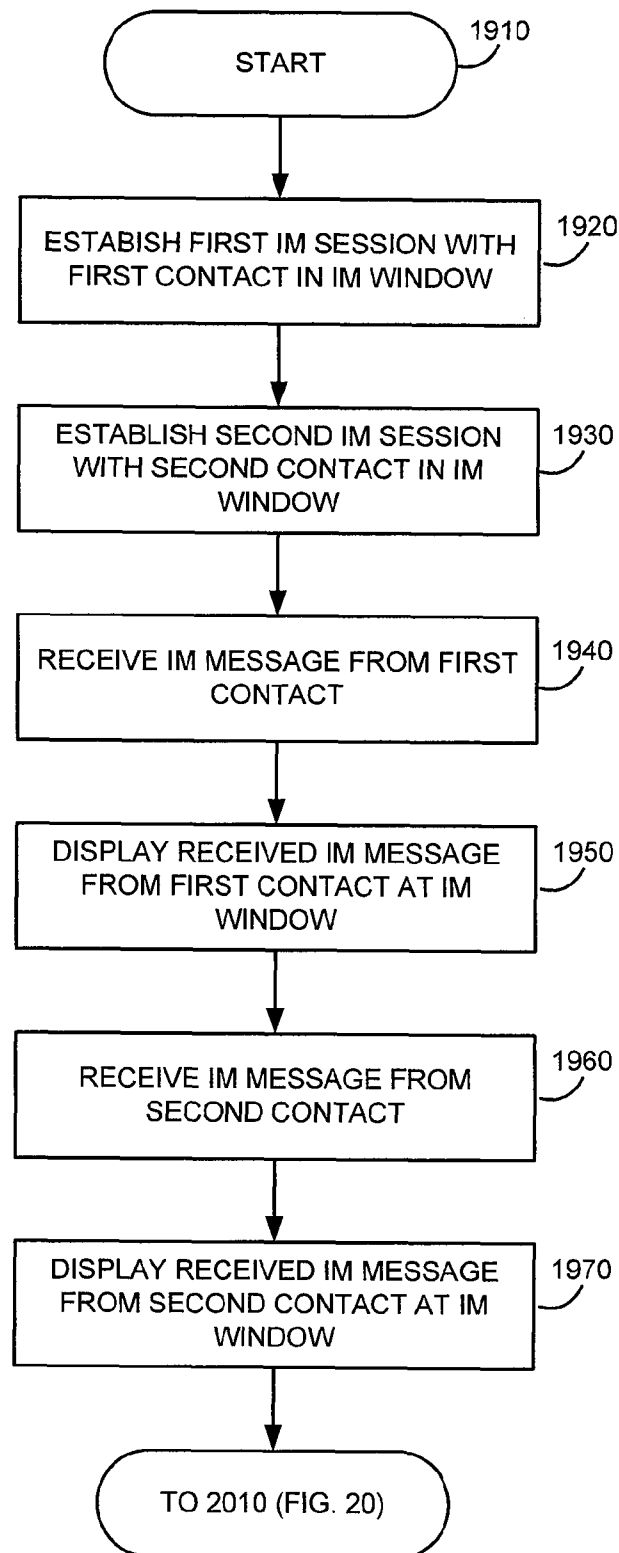 START
1910
ESTABISH FIRST IM SESSION WITH
FIRST CONTACT IN IM WINDOW
1920
ESTABLISH SECOND IM SESSION
WITH SECOND CONTACT IN IM
WINDOW
1930
RECEIVE IM MESSAGE FROM FIRST
CONTACT
1940
DISPLAY RECEIVED IM MESSAGE
FROM FIRST CONTACT AT IM
WINDOW
1950
RECEIVE IM MESSAGE FROM
SECOND CONTACT
1960
DISPLAY RECEIVED IM MESSAGE
FROM SECOND CONTACT AT IM
WINDOW
1970
TO 2010 (FIG. 20)